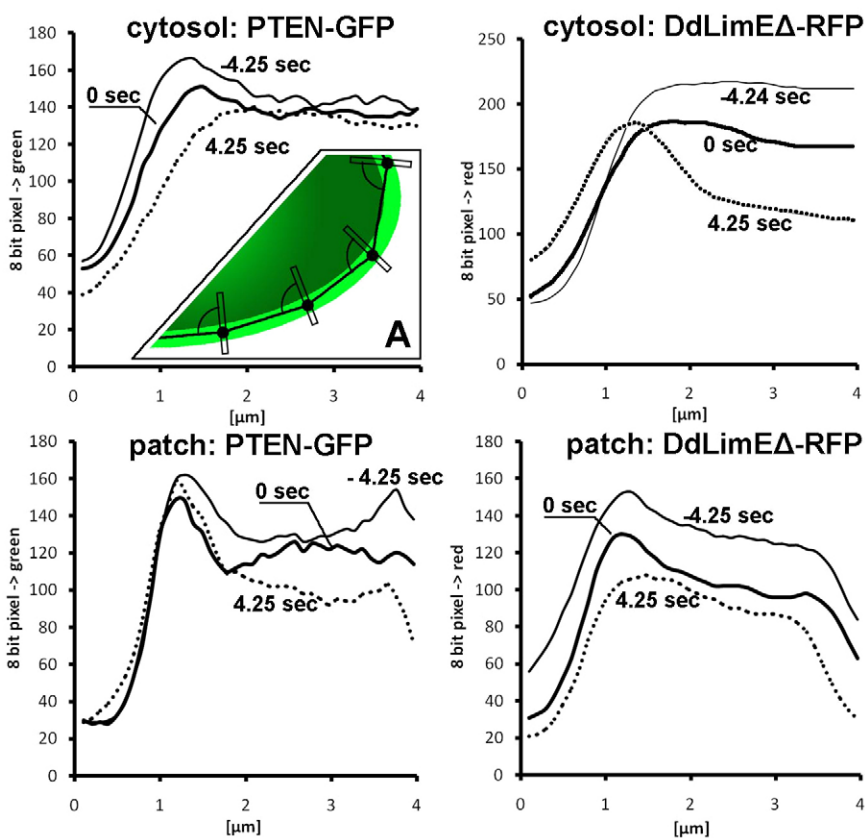 cytosol: PTEN-GFP
180
160
140
120
100
80
60
40
20
0
8 bit pixel -> green
-4.25 sec
0 sec
4.25 sec
A
0 1 2 3 4
[µm]
cytosol: DdLimEΔ-RFP
250
200
150
100
50
0
8 bit pixel -> red
-4.24 sec
0 sec
4.25 sec
0 1 2 3 4
[µm]
patch: PTEN-GFP
180
160
140
120
100
80
60
40
20
0
8 bit pixel -> green
- 4.25 sec
0 sec
4.25 sec
0 1 2 3 4
[µm]
patch: DdLimEΔ-RFP
180
160
140
120
100
80
60
40
20
0
8 bit pixel -> red
0 sec
-4.25 sec
4.25 sec
0 1 2 3 4
[µm]